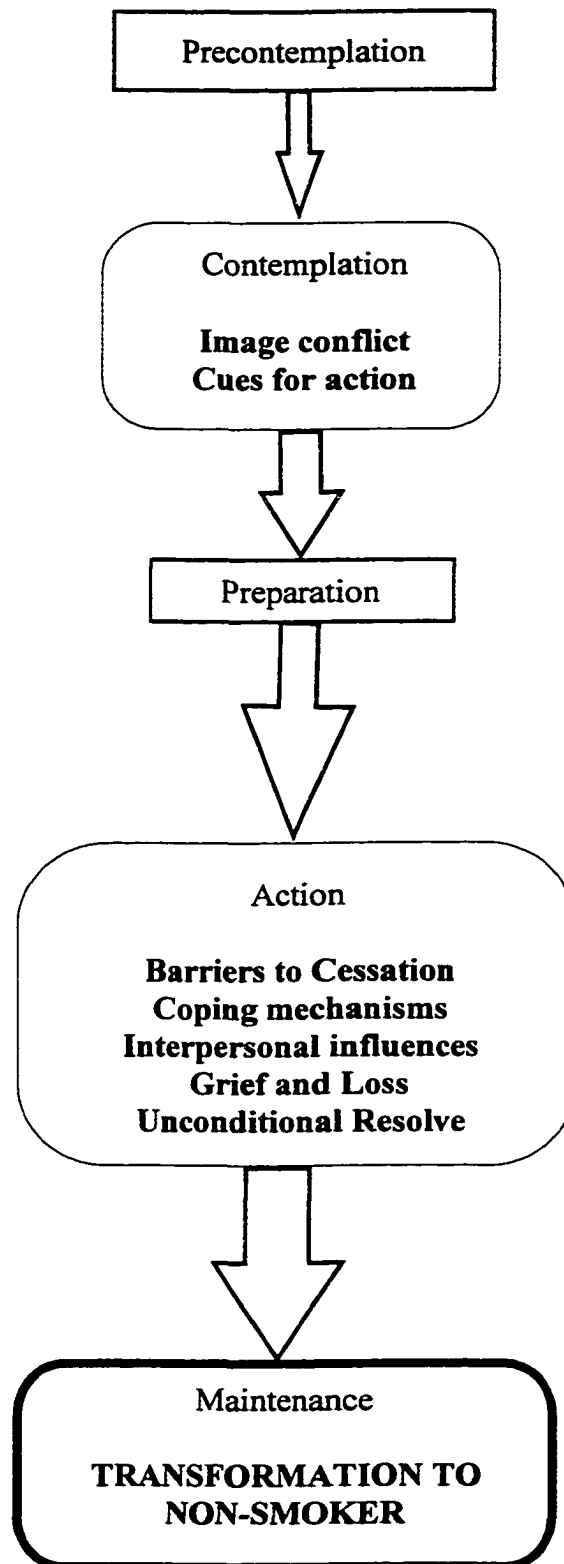 Precontemplation
Contemplation
Image conflict
Cues for action
Preparation
Action
Barriers to Cessation
Coping mechanisms
Interpersonal influences
Grief and Loss
Unconditional Resolve
Maintenance
TRANSFORMATION TO
NON-SMOKER